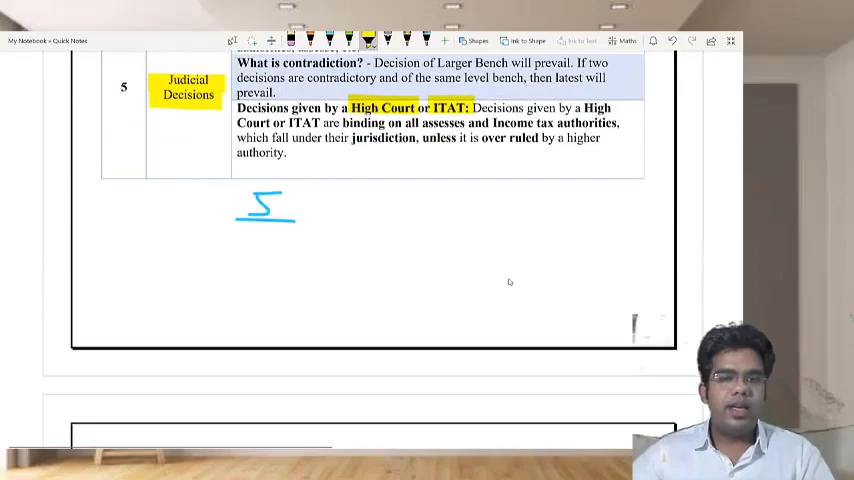 My Notebook » Quick Notes
Shapes
Ink to Shape
Ink to Text
Maths
What is contradiction? - Decision of Larger Bench will prevail. If two
decisions are contradictory and of the same level bench, then latest will
prevail.
5
Judicial
Decisions
Decisions given by a High Court or ITAT: Decisions given by a High
Court or ITAT are binding on all assesses and Income tax authorities,
which fall under their jurisdiction, unless it is over ruled by a higher
authority.
5